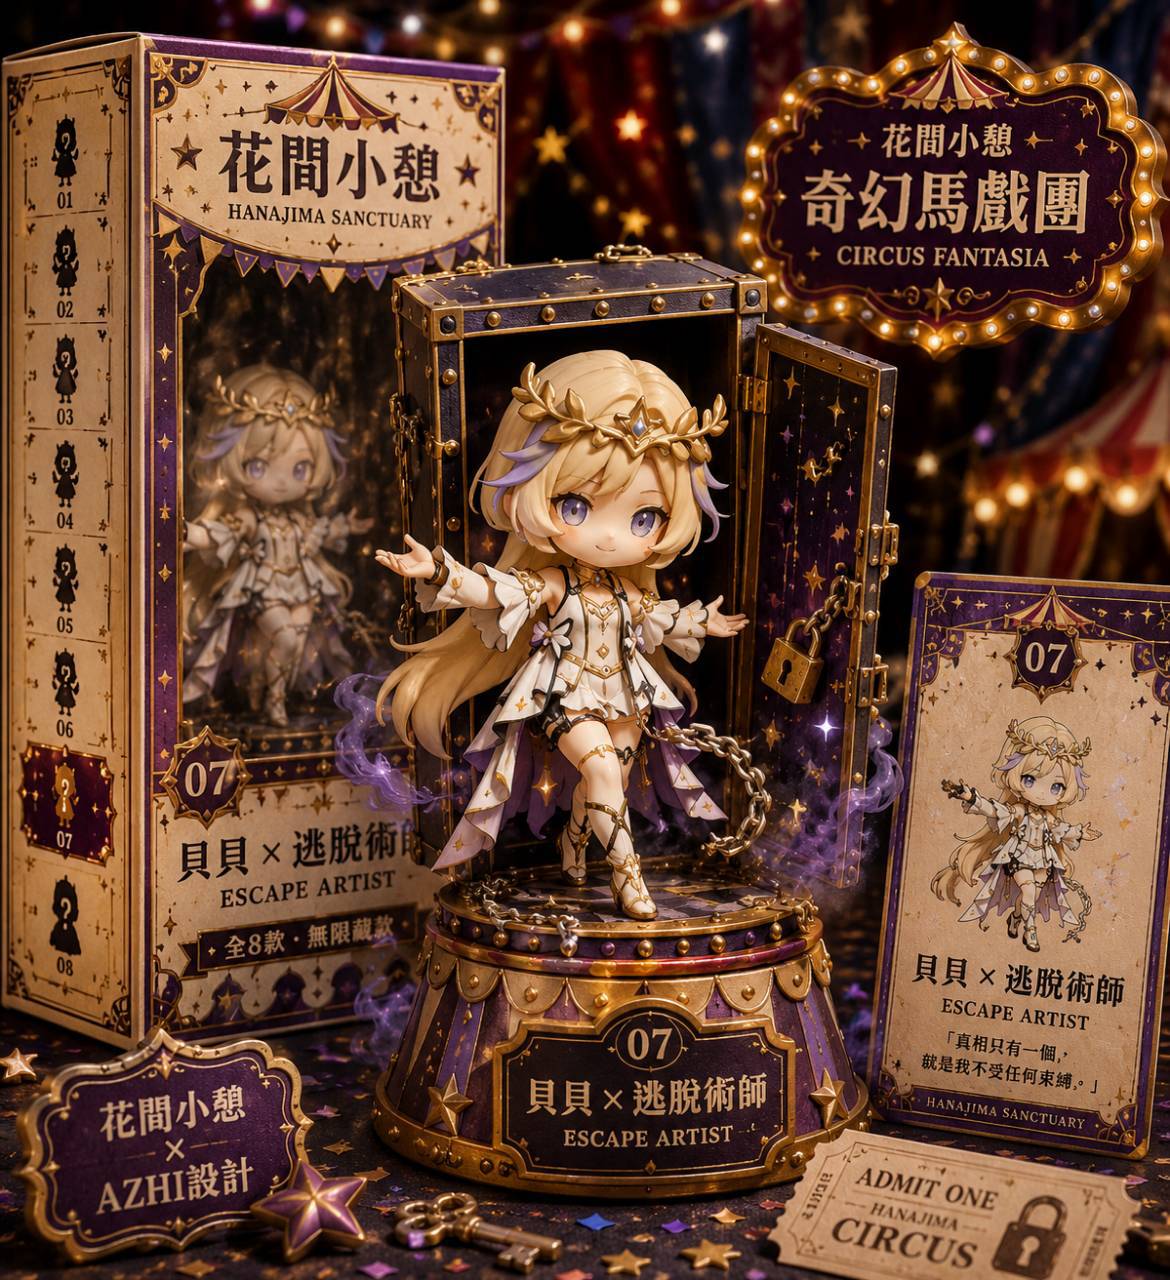 花間小憩
HANAJIMA SANCTUARY
01
02
03
04
05
06
07
08
07
貝貝 × 逃脫術師
ESCAPE ARTIST
全8款・無限藏款
花間小憩
奇幻馬戲團
CIRCUS FANTASIA
07
貝貝 × 逃脫術師
ESCAPE ARTIST
07
貝貝 × 逃脫術師
ESCAPE ARTIST
「真相只有一個,
就是我不受任何束縛。」
HANAJIMA SANCTUARY
花間小憩
×
AZHI設計
ADMIT ONE
HANAJIMA
CIRCUS